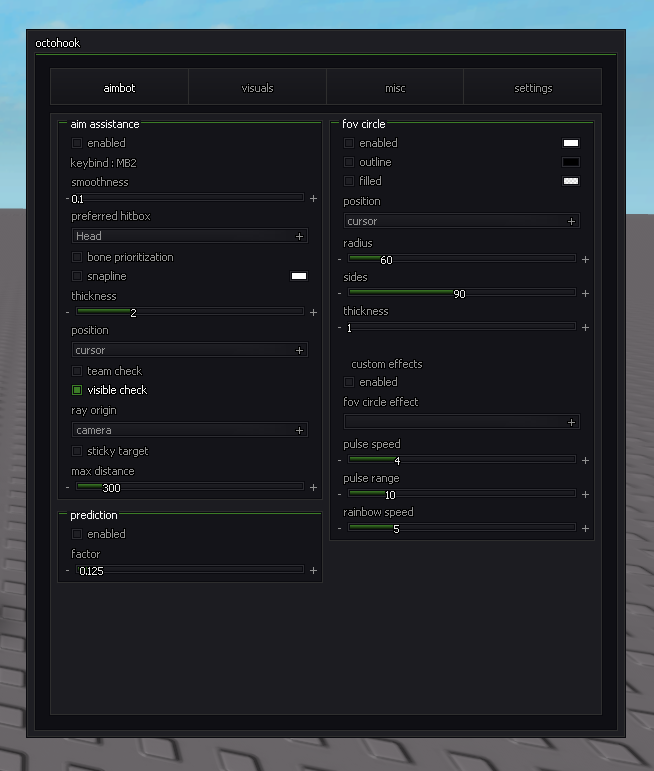 octohook
aimbot visuals misc settings
aim assistance
enabled
keybind : MB2
smoothness
- 0.1 +
preferred hitbox
Head +
bone prioritization
snapline
thickness
- 2 +
position
cursor +
team check
visible check
ray origin
camera +
sticky target
max distance
- 300 +
prediction
enabled
factor
- 0.125 +
fov circle
enabled
outline
filled
position
cursor +
radius
- 60 +
sides
- 90 +
thickness
- 1 +
custom effects
enabled
fov circle effect
+
pulse speed
- 4 +
pulse range
- 10 +
rainbow speed
- 5 +